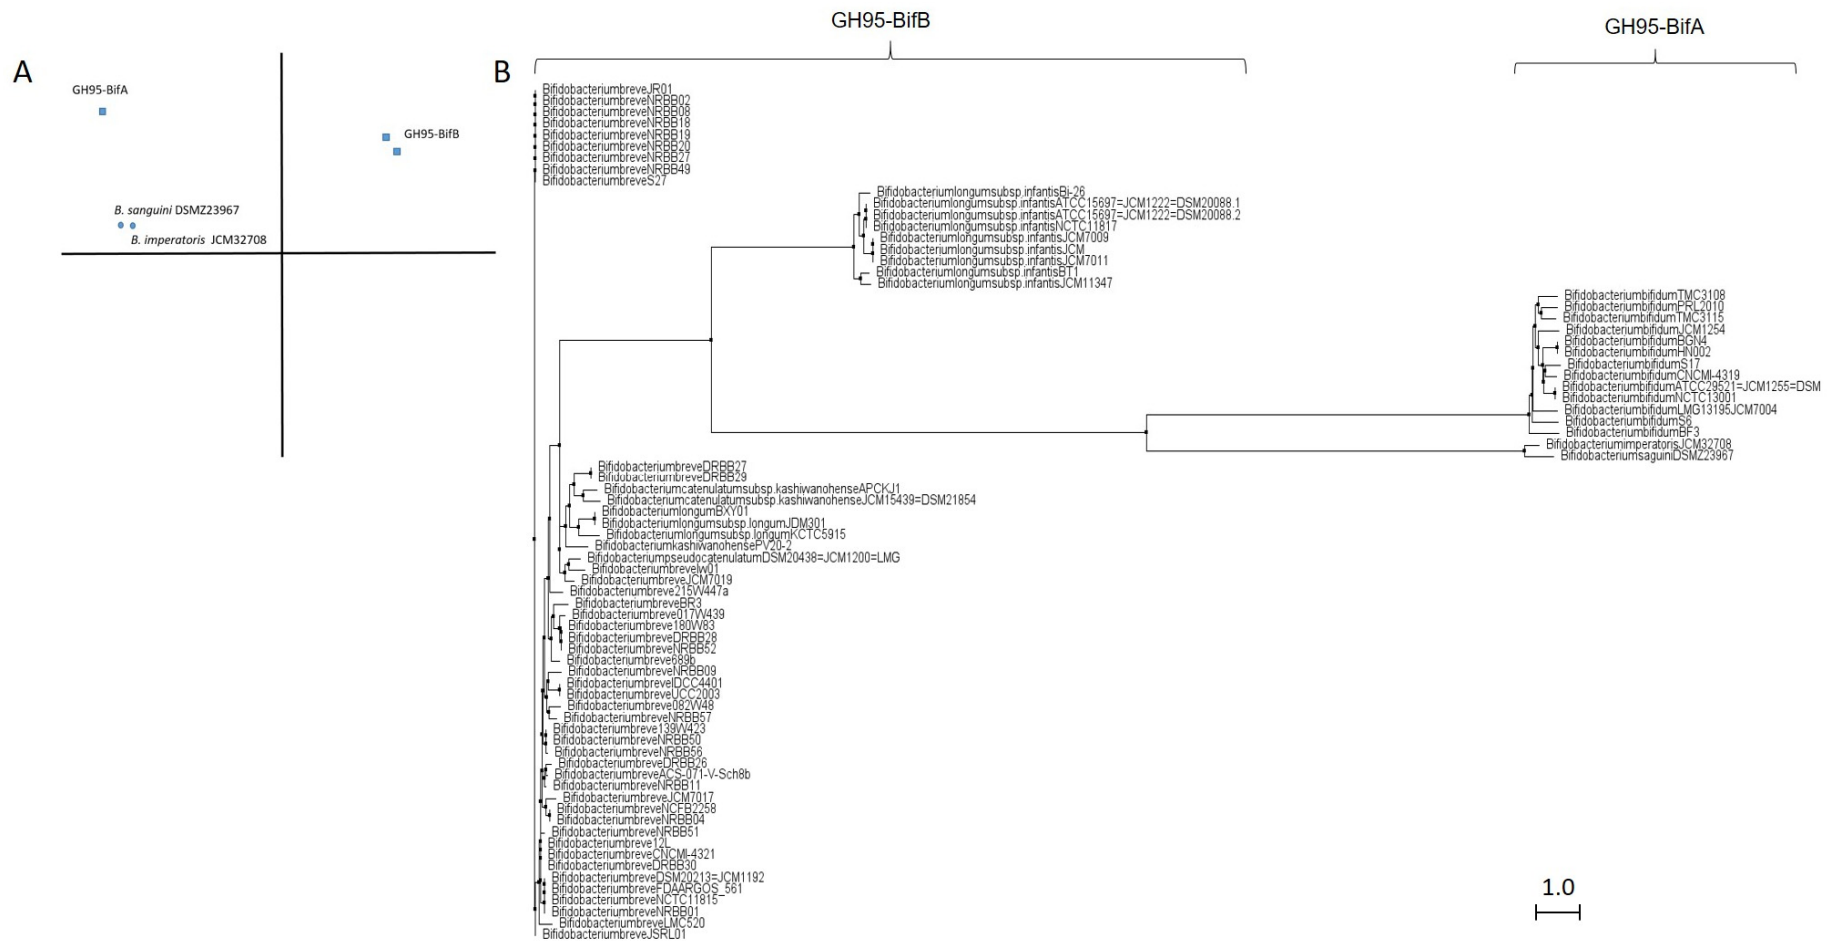 GH95-BifB
GH95-BifA
A
B
GH95-BifA
GH95-BifB
B. sanguini DSMZ23967
B. imperatoris JCM32708
BifidobacteriumbreveJR01
BifidobacteriumbreveNRBB02
BifidobacteriumbreveNRBB08
BifidobacteriumbreveNRBB18
BifidobacteriumbreveNRBB19
BifidobacteriumbreveNRBB20
BifidobacteriumbreveNRBB27
BifidobacteriumbreveNRBB49
BifidobacteriumbreveS27
Bifidobacteriumlongumsubsp.infantisBi-26
Bifidobacteriumlongumsubsp.infantisATCC15697=JCM1222=DSM20088.1
Bifidobacteriumlongumsubsp.infantisATCC15697=JCM1222=DSM20088.2
Bifidobacteriumlongumsubsp.infantisNCTC11817
Bifidobacteriumlongumsubsp.infantisJCM7009
Bifidobacteriumlongumsubsp.infantisJCM
Bifidobacteriumlongumsubsp.infantisJCM7011
Bifidobacteriumlongumsubsp.infantisBT1
Bifidobacteriumlongumsubsp.infantisJCM11347
BifidobacteriumbifidumTMC3108
BifidobacteriumbifidumPRL2010
BifidobacteriumbifidumTMC3115
BifidobacteriumbifidumJCM1254
BifidobacteriumbifidumBGN4
BifidobacteriumbifidumHN002
BifidobacteriumbifidumS17
BifidobacteriumbifidumCNCMI-4319
BifidobacteriumbifidumATCC29521=JCM1255=DSM
BifidobacteriumbifidumNCTC13001
BifidobacteriumbifidumLMG13195JCM7004
BifidobacteriumbifidumS6
BifidobacteriumbifidumBF3
BifidobacteriumimperatorisJCM32708
BifidobacteriumsaguiniDSMZ23967
BifidobacteriumbreveDRBB27
BifidobacteriumbreveDRBB29
Bifidobacteriumcatenulatumsubsp.kashiwanohenseAPCKJ1
Bifidobacteriumcatenulatumsubsp.kashiwanohenseJCM15439=DSM21854
BifidobacteriumlongumBXY01
Bifidobacteriumlongumsubsp.longumJDM301
Bifidobacteriumlongumsubsp.longumKCTC5915
BifidobacteriumkashiwanohensePV20-2
BifidobacteriumpseudocatenulatumDSM20438=JCM1200=LMG
Bifidobacteriumbrevelw01
BifidobacteriumbreveJCM7019
Bifidobacteriumbreve215W447a
BifidobacteriumbreveBR3
Bifidobacteriumbreve017W439
Bifidobacteriumbreve180W83
BifidobacteriumbreveDRBB28
BifidobacteriumbreveNRBB52
Bifidobacteriumbreve689b
BifidobacteriumbreveNRBB09
BifidobacteriumbreveIDCC4401
BifidobacteriumbreveUCC2003
Bifidobacteriumbreve082W48
BifidobacteriumbreveNRBB57
Bifidobacteriumbreve139W423
BifidobacteriumbreveNRBB50
BifidobacteriumbreveNRBB56
BifidobacteriumbreveDRBB26
BifidobacteriumbreveACS-071-V-Sch8b
BifidobacteriumbreveNRBB11
BifidobacteriumbreveJCM7017
BifidobacteriumbreveNCFB2258
BifidobacteriumbreveNRBB04
BifidobacteriumbreveNRBB51
Bifidobacteriumbreve12L
BifidobacteriumbreveCNCMI-4321
BifidobacteriumbreveDRBB30
BifidobacteriumbreveDSM20213=JCM1192
BifidobacteriumbreveFDAARGOS_561
BifidobacteriumbreveNCTC11815
BifidobacteriumbreveNRBB01
BifidobacteriumbreveLMC520
BifidobacteriumbreveJSRL01
1.0